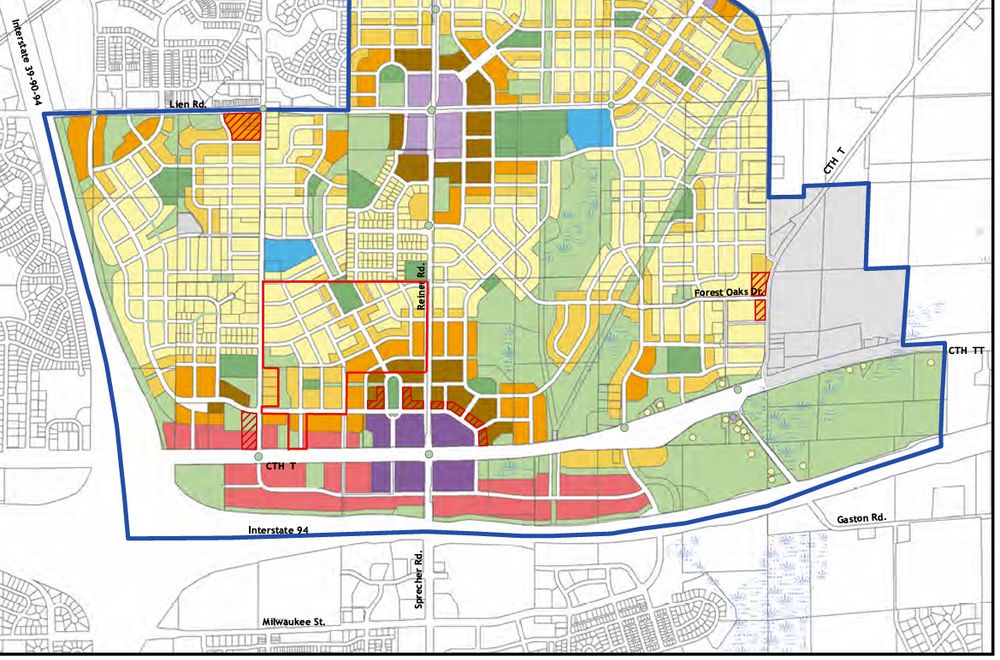 Interstate 39-90-94
Lien Rd.
CTH T
Reiner Rd.
Forest Oaks Dr.
CTH TT
CTH T
Interstate 94
Gaston Rd.
Sprecher Rd.
Milwaukee St.